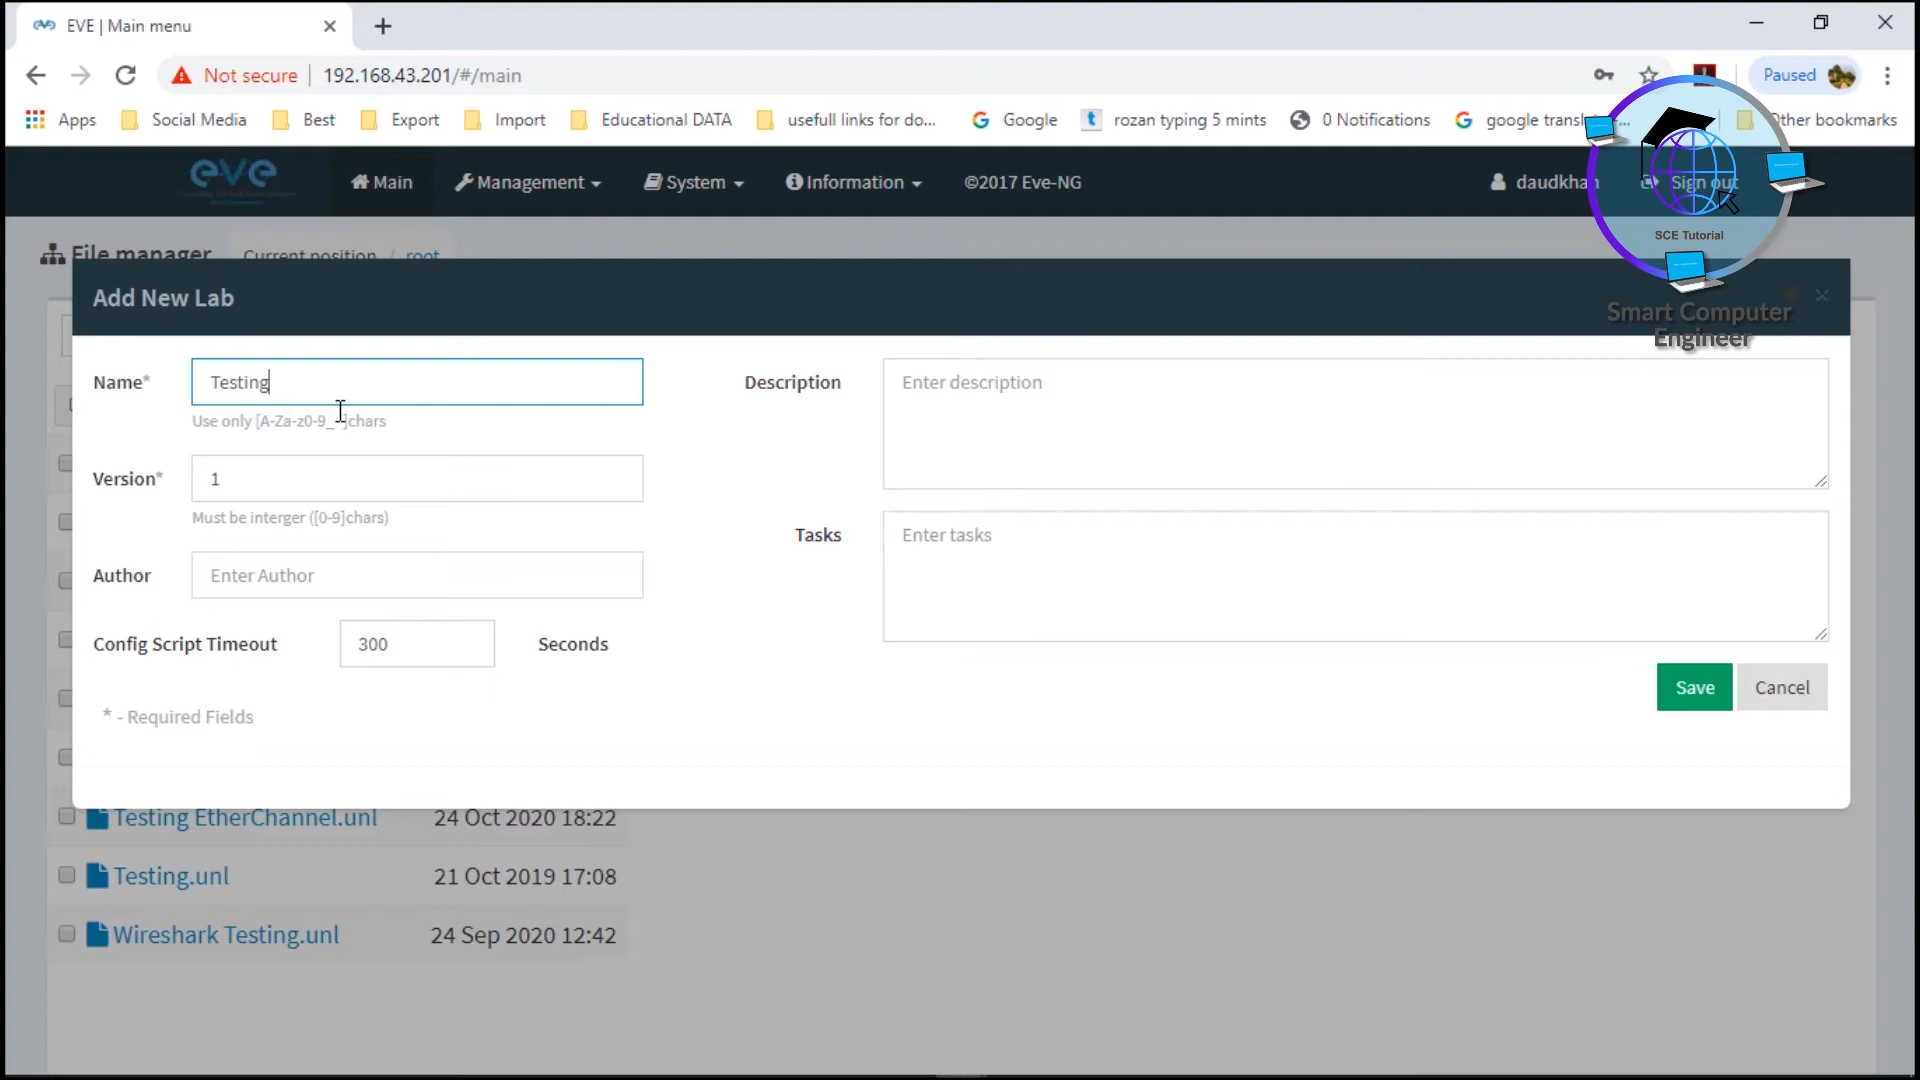 EVE | Main menu
Not secure | 192.168.43.201/#/main
Paused
Apps Social Media Best Export Import Educational DATA usefull links for do... Google rozan typing 5 mints 0 Notifications google transl Other bookmarks
eve Main Management System Information ©2017 Eve-NG daudkhan Sign out
SCE Tutorial
Smart Computer
Engineer
File manager Current position / root
Add New Lab
Name* Testing
Use only [A-Za-z0-9_ ]chars
Version* 1
Must be interger ([0-9]chars)
Author Enter Author
Config Script Timeout 300 Seconds
* - Required Fields
Description Enter description
Tasks Enter tasks
Save Cancel
Testing EtherChannel.unl 24 Oct 2020 18:22
Testing.unl 21 Oct 2019 17:08
Wireshark Testing.unl 24 Sep 2020 12:42